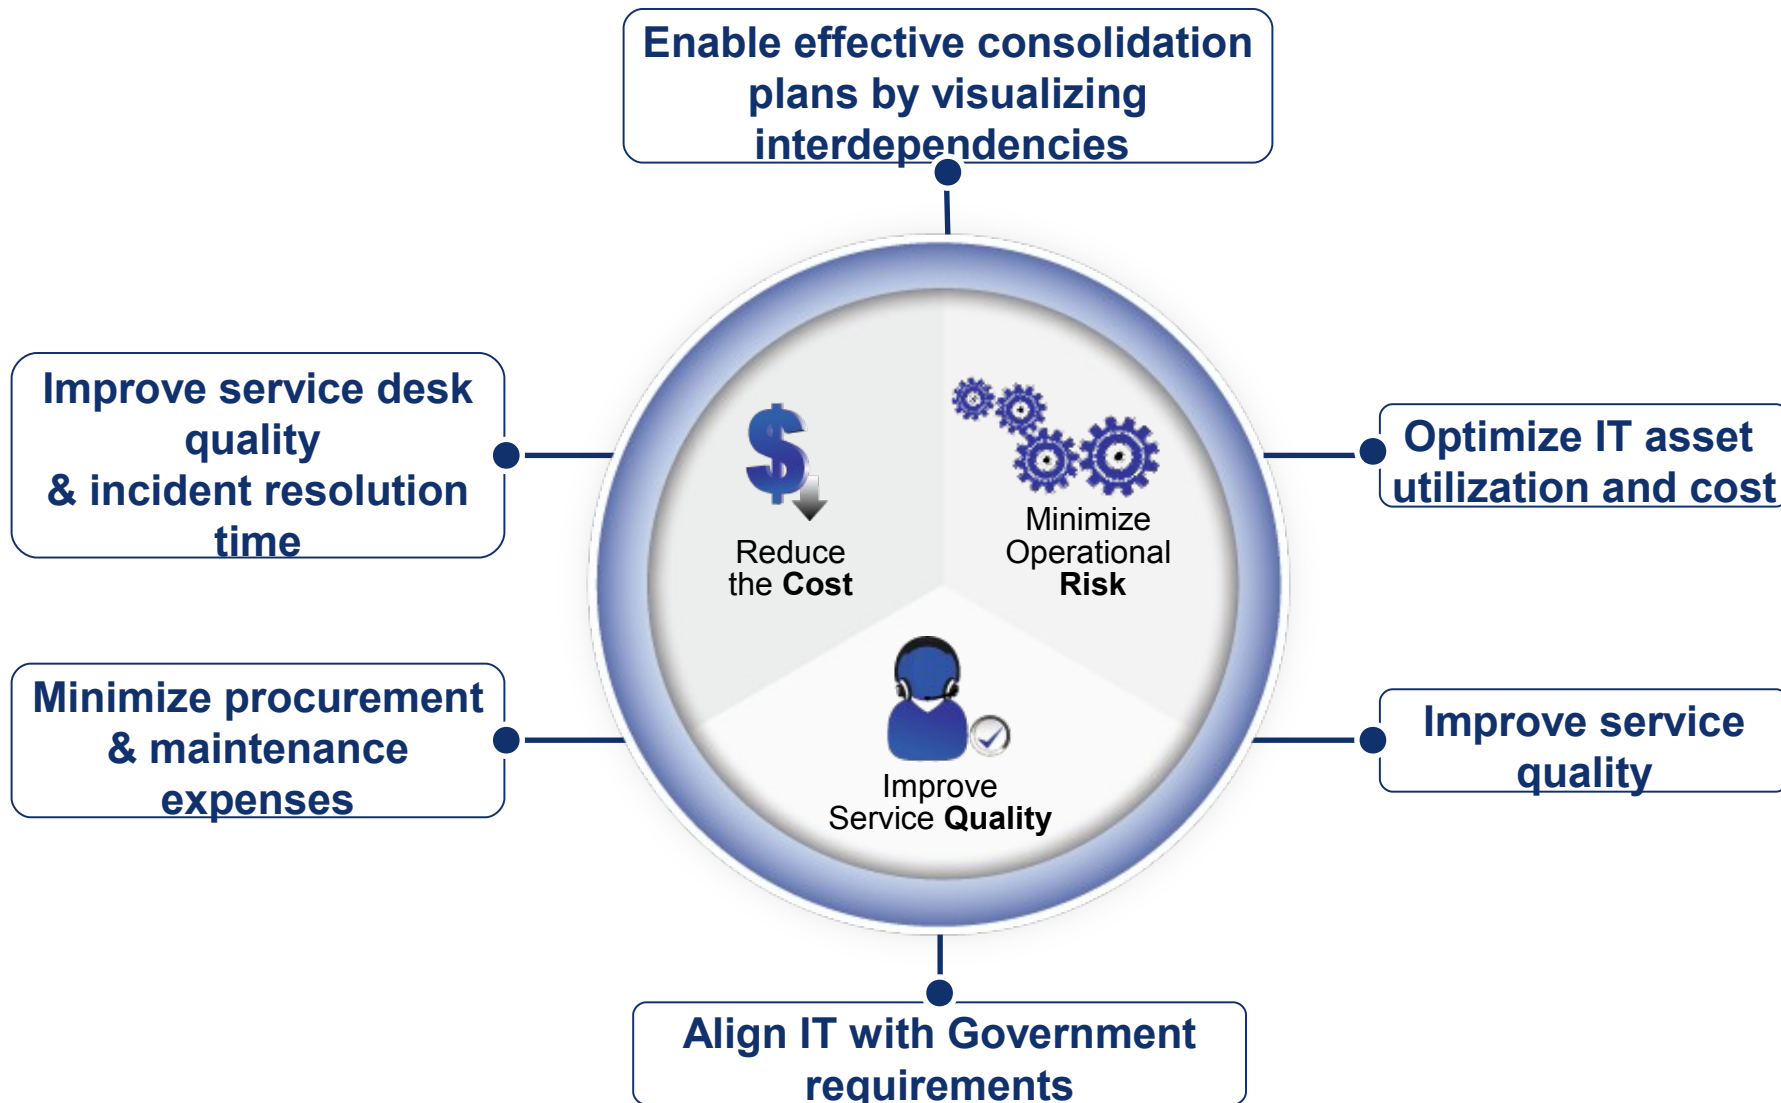 Enable effective consolidation
plans by visualizing
interdependencies
Improve service desk
quality
& incident resolution
time
Optimize IT asset
utilization and cost
Reduce
the Cost
Minimize
Operational
Risk
Improve
Service Quality
Minimize procurement
& maintenance
expenses
Improve service
quality
Align IT with Government
requirements